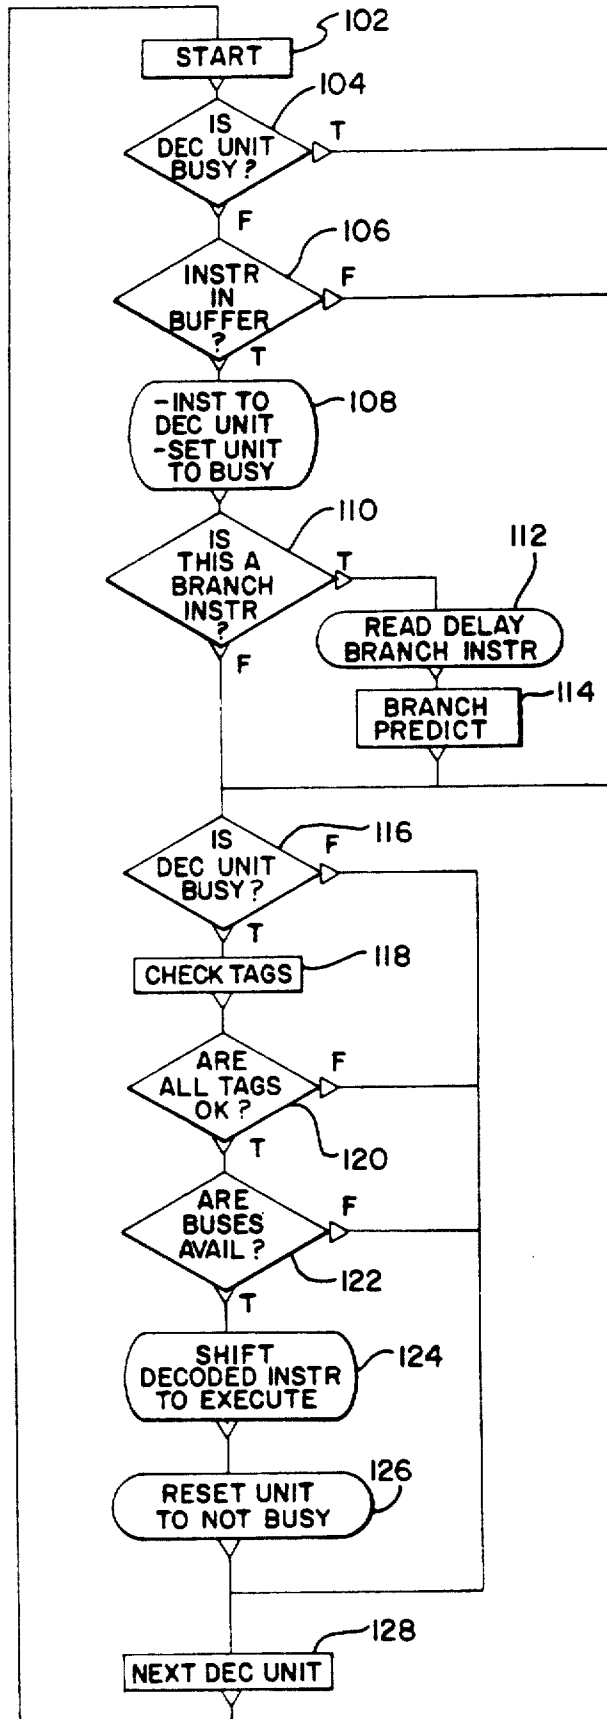 102
START
104
IS
DEC UNIT
BUSY?
T
F
106
INSTR
IN
BUFFER
?
F
T
108
-INST TO
DEC UNIT
-SET UNIT
TO BUSY
110
IS
THIS A
BRANCH
INSTR
?
T
F
112
READ DELAY
BRANCH INSTR
114
BRANCH
PREDICT
116
IS
DEC UNIT
BUSY?
F
T
118
CHECK TAGS
ARE
ALL TAGS
OK?
F
120
T
ARE
BUSES
AVAIL?
F
122
T
SHIFT
DECODED INSTR
TO EXECUTE
124
126
RESET UNIT
TO NOT BUSY
128
NEXT DEC UNIT